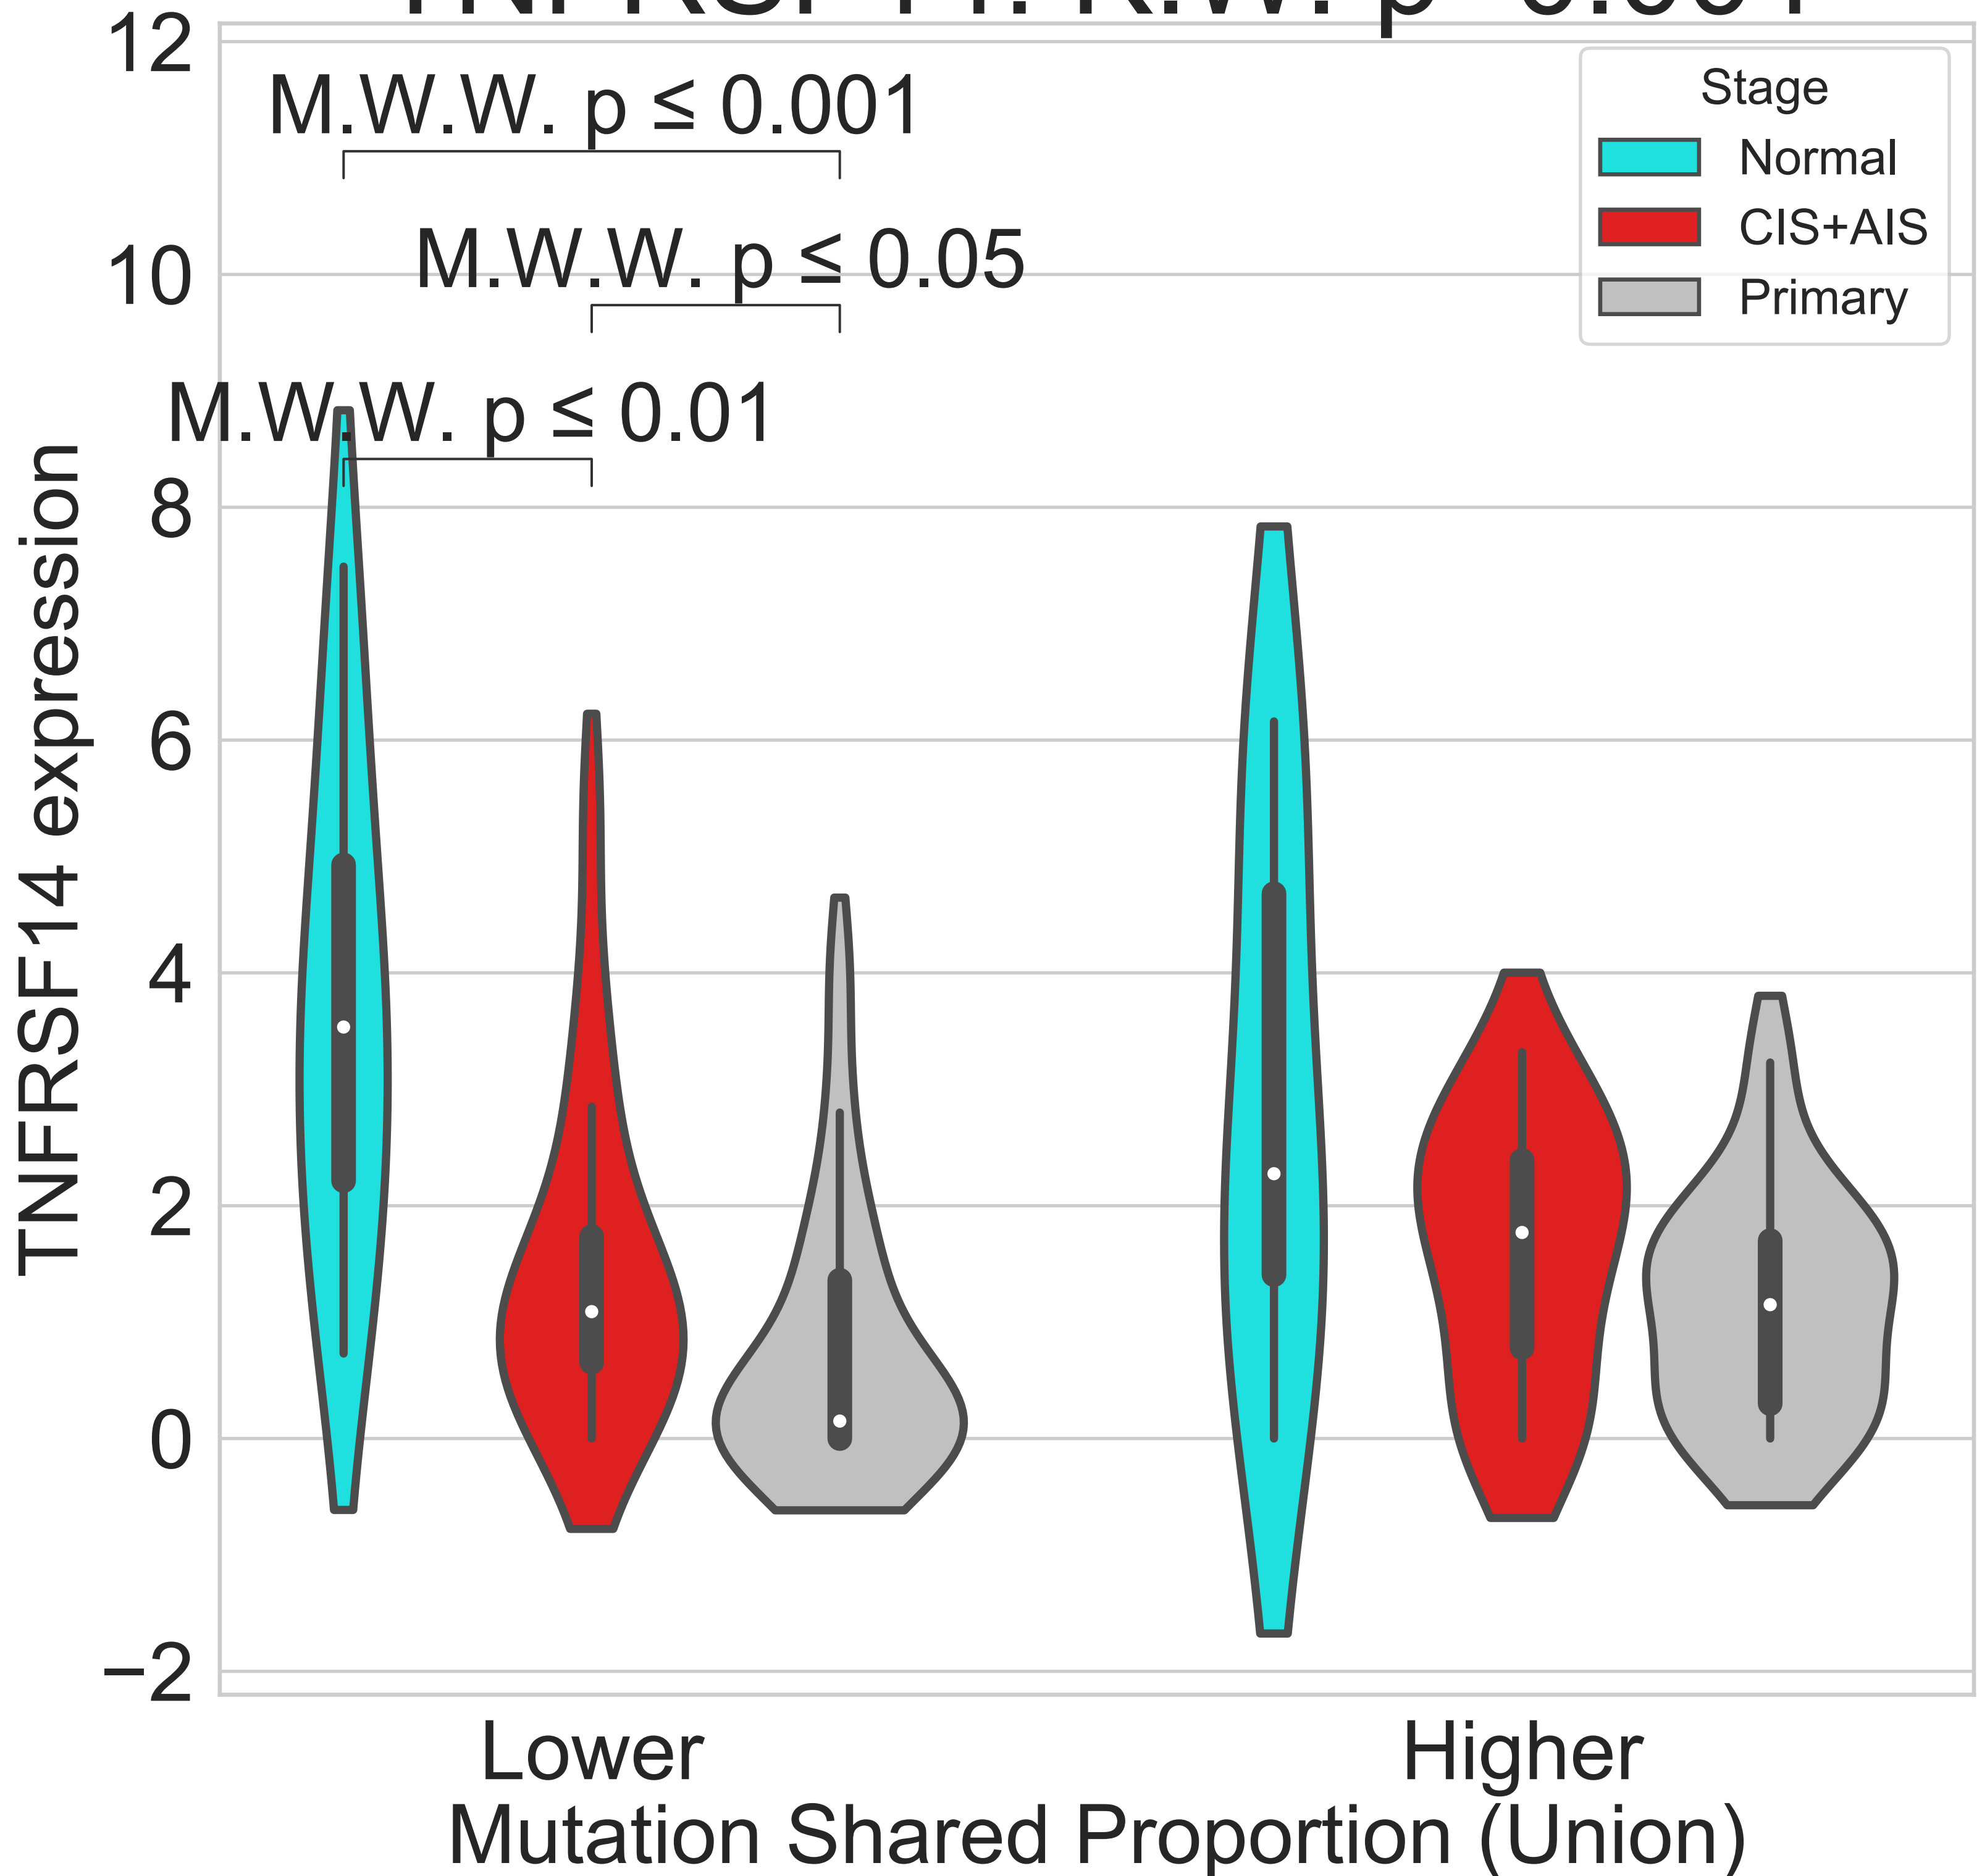 12
M.W.W. p ≤ 0.001
Stage
Normal
CIS+AIS
Primary
10
M.W.W. p ≤ 0.05
M.W.W. p ≤ 0.01
8
6
4
2
0
−2
TNFRSF14 expression
Lower
Higher
Mutation Shared Proportion (Union)